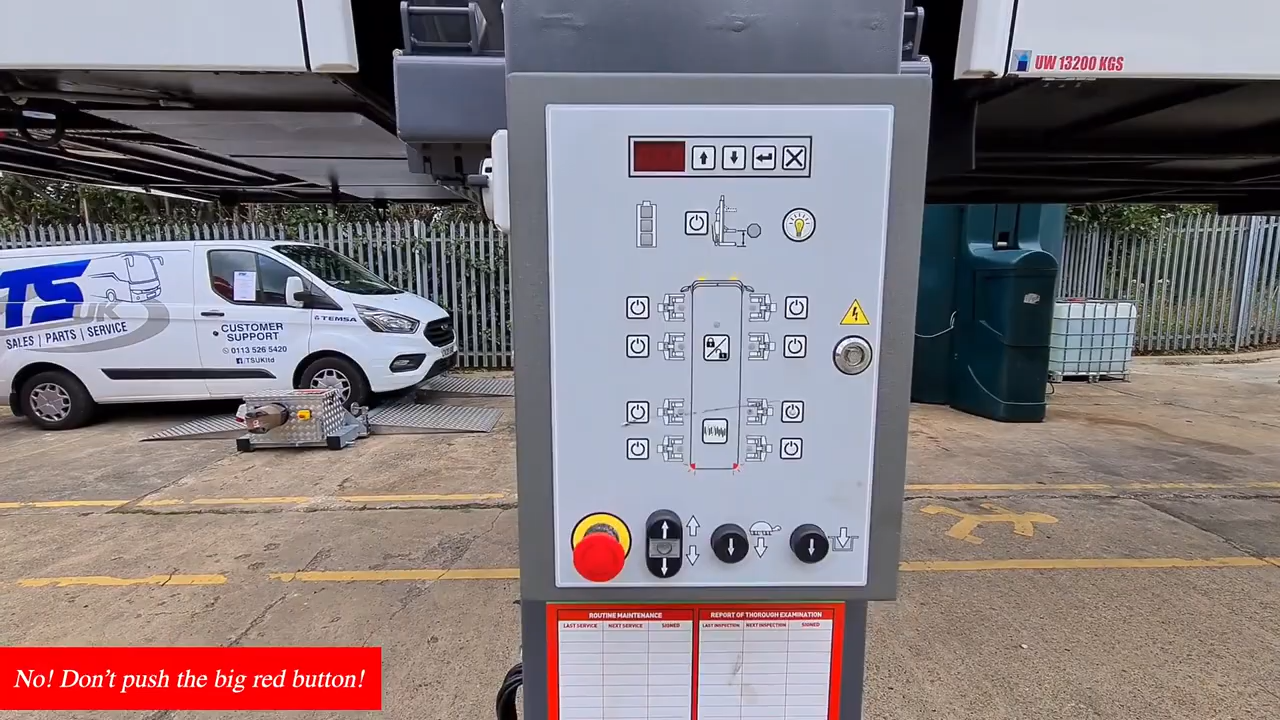 UW 13200 KGS
TS UK
SALES | PARTS | SERVICE
CUSTOMER
SUPPORT
0113 526 5420
/TSUKltd
TEMSA
ROUTINE MAINTENANCE
LAST SERVICE NEXT SERVICE SIGNED
REPORT OF THOROUGH EXAMINATION
LAST INSPECTION NEXT INSPECTION SIGNED
No! Don't push the big red button!